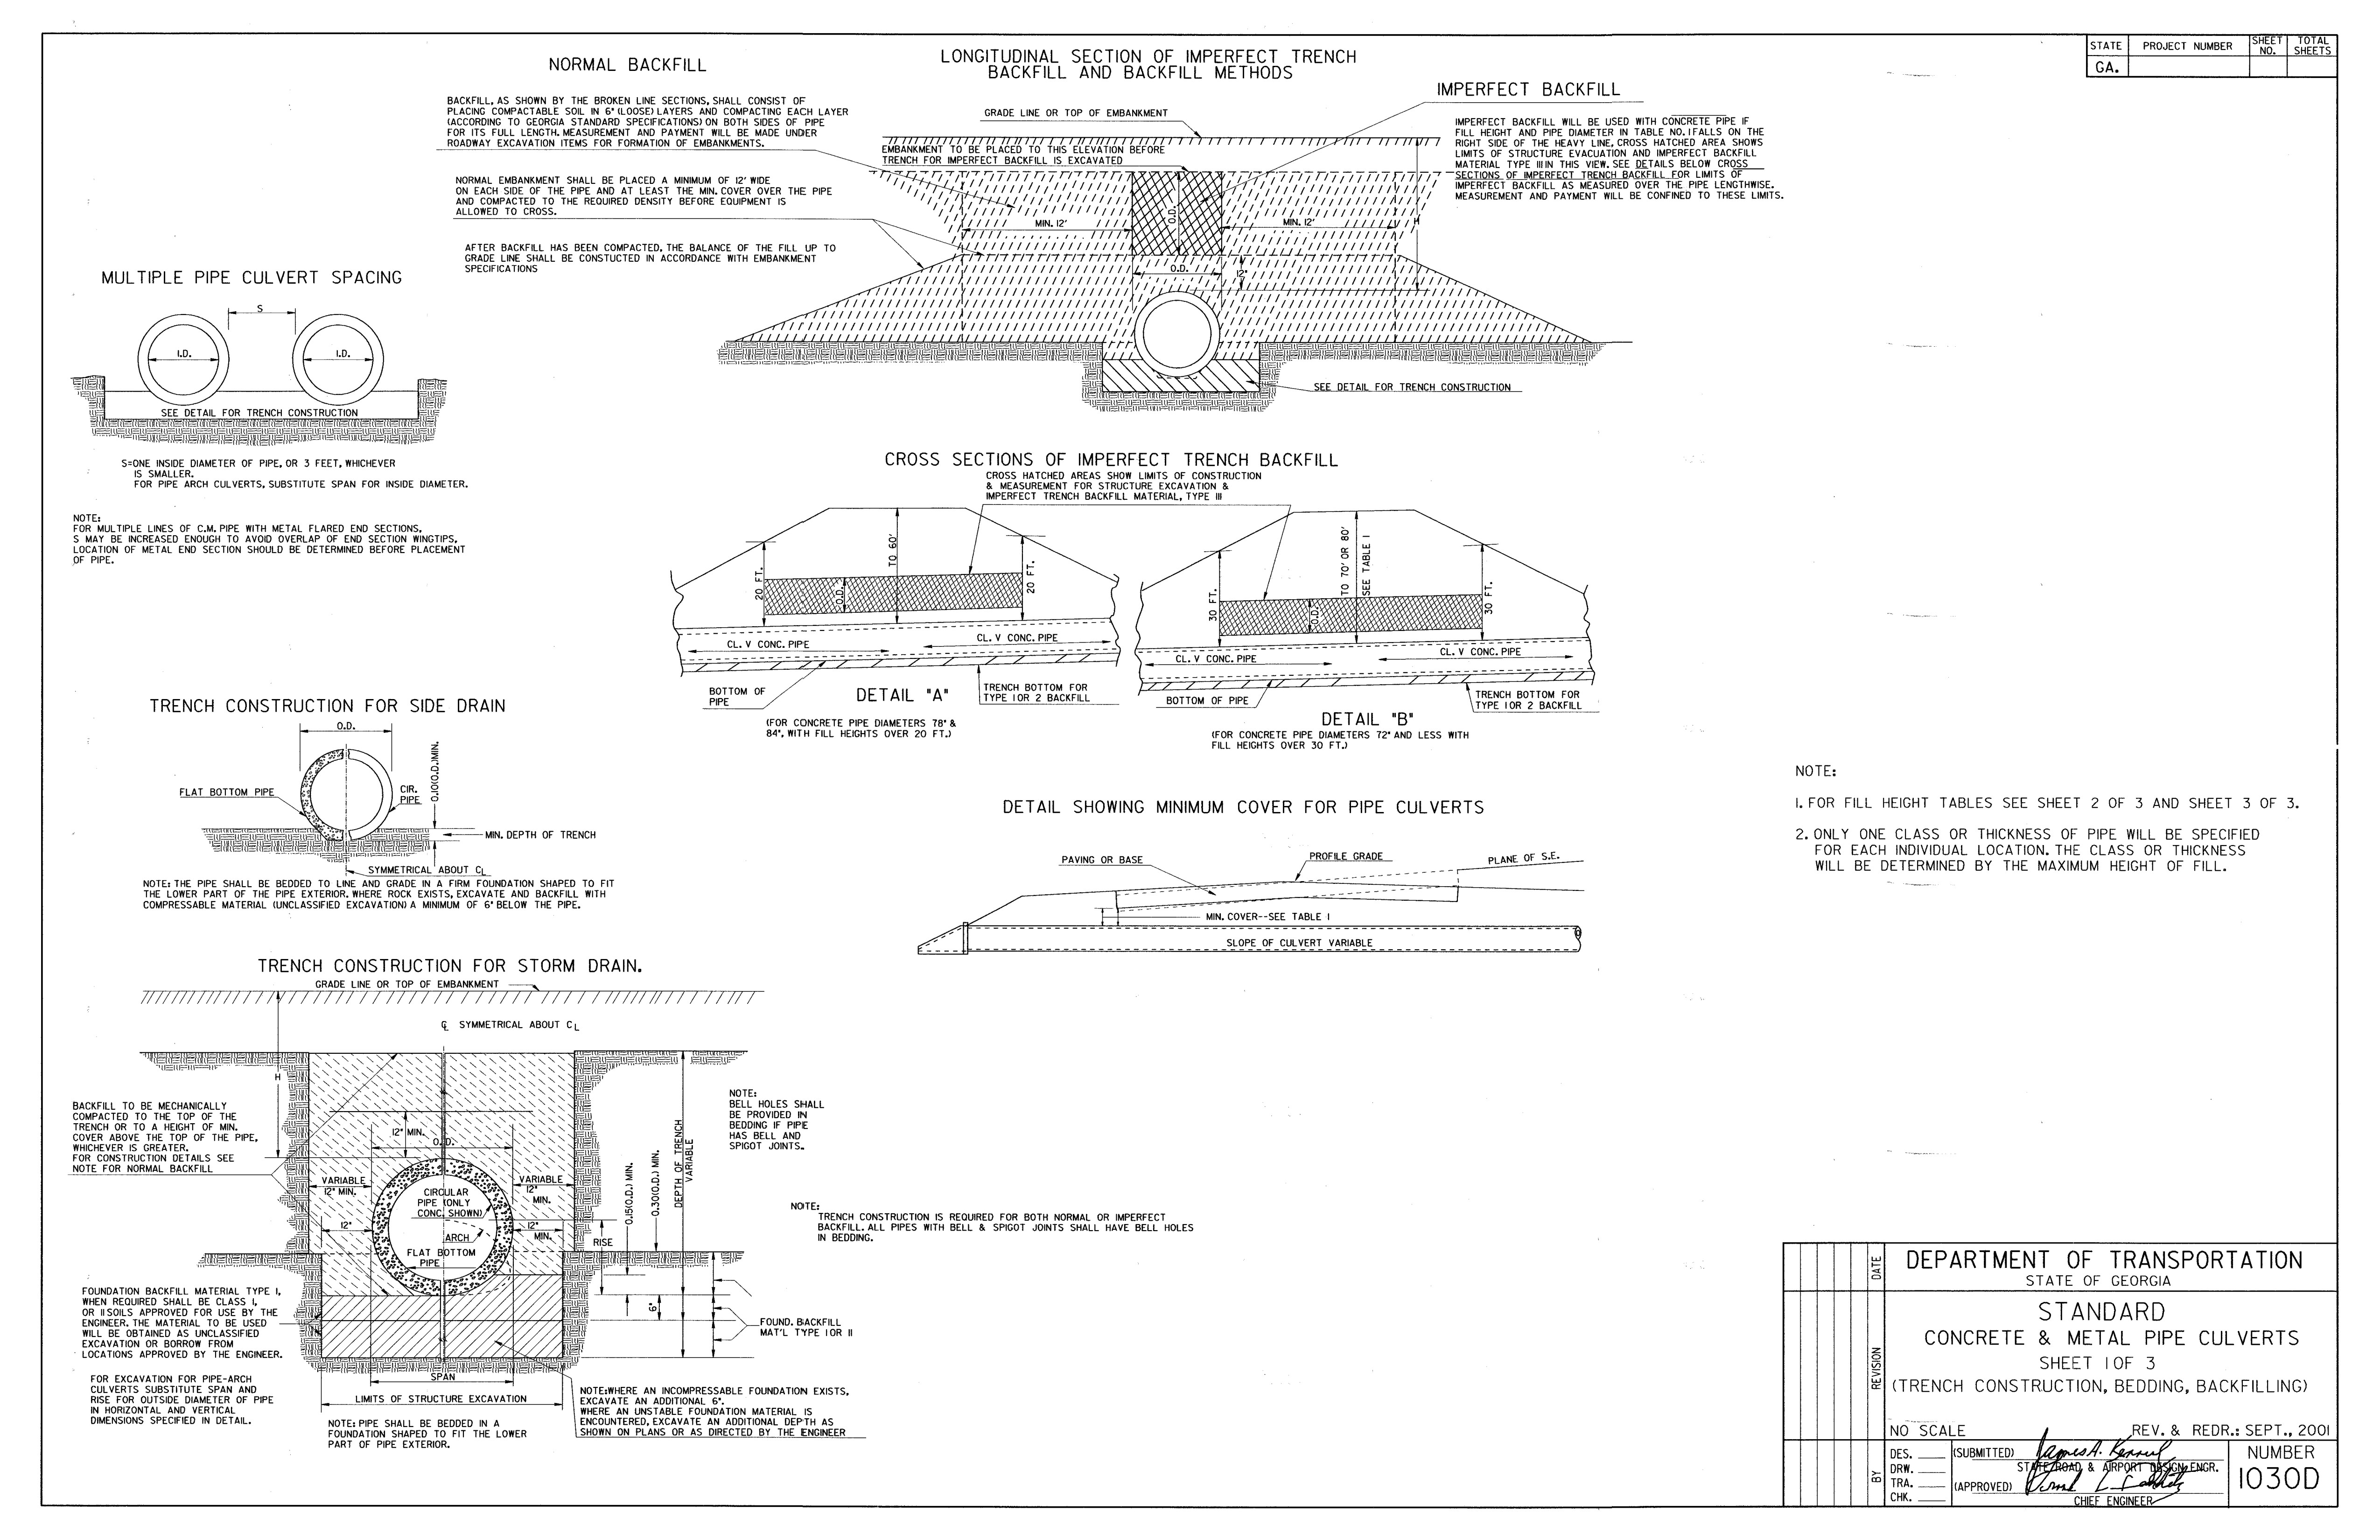 STATE
PROJECT NUMBER
SHEET NO.
TOTAL SHEETS
GA.
NORMAL BACKFILL
BACKFILL, AS SHOWN BY THE BROKEN LINE SECTIONS, SHALL CONSIST OF
PLACING COMPACTABLE SOIL IN 6" (LOOSE) LAYERS AND COMPACTING EACH LAYER
(ACCORDING TO GEORGIA STANDARD SPECIFICATIONS) ON BOTH SIDES OF PIPE
FOR ITS FULL LENGTH. MEASUREMENT AND PAYMENT WILL BE MADE UNDER
ROADWAY EXCAVATION ITEMS FOR FORMATION OF EMBANKMENTS.
NORMAL EMBANKMENT SHALL BE PLACED A MINIMUM OF 12' WIDE
ON EACH SIDE OF THE PIPE AND AT LEAST THE MIN. COVER OVER THE PIPE
AND COMPACTED TO THE REQUIRED DENSITY BEFORE EQUIPMENT IS
ALLOWED TO CROSS.
AFTER BACKFILL HAS BEEN COMPACTED, THE BALANCE OF THE FILL UP TO
GRADE LINE SHALL BE CONSTUCTED IN ACCORDANCE WITH EMBANKMENT
SPECIFICATIONS
LONGITUDINAL SECTION OF IMPERFECT TRENCH
BACKFILL AND BACKFILL METHODS
GRADE LINE OR TOP OF EMBANKMENT
EMBANKMENT TO BE PLACED TO THIS ELEVATION BEFORE
TRENCH FOR IMPERFECT BACKFILL IS EXCAVATED
MIN. 12'
O.D.
MIN. 12'
H
O.D.
12"
SEE DETAIL FOR TRENCH CONSTRUCTION
IMPERFECT BACKFILL
IMPERFECT BACKFILL WILL BE USED WITH CONCRETE PIPE IF
FILL HEIGHT AND PIPE DIAMETER IN TABLE NO. 1 FALLS ON THE
RIGHT SIDE OF THE HEAVY LINE, CROSS HATCHED AREA SHOWS
LIMITS OF STRUCTURE EVACUATION AND IMPERFECT BACKFILL
MATERIAL TYPE III IN THIS VIEW. SEE DETAILS BELOW CROSS
SECTIONS OF IMPERFECT TRENCH BACKFILL FOR LIMITS OF
IMPERFECT BACKFILL AS MEASURED OVER THE PIPE LENGTHWISE.
MEASUREMENT AND PAYMENT WILL BE CONFINED TO THESE LIMITS.
MULTIPLE PIPE CULVERT SPACING
S
I.D.
I.D.
SEE DETAIL FOR TRENCH CONSTRUCTION
S=ONE INSIDE DIAMETER OF PIPE, OR 3 FEET, WHICHEVER
IS SMALLER.
FOR PIPE ARCH CULVERTS, SUBSTITUTE SPAN FOR INSIDE DIAMETER.
NOTE:
FOR MULTIPLE LINES OF C.M. PIPE WITH METAL FLARED END SECTIONS,
S MAY BE INCREASED ENOUGH TO AVOID OVERLAP OF END SECTION WINGTIPS,
LOCATION OF METAL END SECTION SHOULD BE DETERMINED BEFORE PLACEMENT
OF PIPE.
CROSS SECTIONS OF IMPERFECT TRENCH BACKFILL
CROSS HATCHED AREAS SHOW LIMITS OF CONSTRUCTION
& MEASUREMENT FOR STRUCTURE EXCAVATION &
IMPERFECT TRENCH BACKFILL MATERIAL, TYPE III
20 FT.
O.D.
TO 60'
20 FT.
CL. V CONC. PIPE
CL. V CONC. PIPE
BOTTOM OF
PIPE
DETAIL "A"
TRENCH BOTTOM FOR
TYPE 1 OR 2 BACKFILL
(FOR CONCRETE PIPE DIAMETERS 78" &
84", WITH FILL HEIGHTS OVER 20 FT.)
30 FT.
O.D.
TO 70' OR 80'
SEE TABLE 1
30 FT.
CL. V CONC. PIPE
CL. V CONC. PIPE
BOTTOM OF PIPE
DETAIL "B"
TRENCH BOTTOM FOR
TYPE 1 OR 2 BACKFILL
(FOR CONCRETE PIPE DIAMETERS 72" AND LESS WITH
FILL HEIGHTS OVER 30 FT.)
TRENCH CONSTRUCTION FOR SIDE DRAIN
O.D.
FLAT BOTTOM PIPE
CIR.
PIPE
0.10(O.D.)MIN.
MIN. DEPTH OF TRENCH
SYMMETRICAL ABOUT CL
NOTE: THE PIPE SHALL BE BEDDED TO LINE AND GRADE IN A FIRM FOUNDATION SHAPED TO FIT
THE LOWER PART OF THE PIPE EXTERIOR. WHERE ROCK EXISTS, EXCAVATE AND BACKFILL WITH
COMPRESSABLE MATERIAL (UNCLASSIFIED EXCAVATION) A MINIMUM OF 6" BELOW THE PIPE.
DETAIL SHOWING MINIMUM COVER FOR PIPE CULVERTS
PAVING OR BASE
PROFILE GRADE
PLANE OF S.E.
MIN. COVER--SEE TABLE 1
SLOPE OF CULVERT VARIABLE
NOTE:
1. FOR FILL HEIGHT TABLES SEE SHEET 2 OF 3 AND SHEET 3 OF 3.
2. ONLY ONE CLASS OR THICKNESS OF PIPE WILL BE SPECIFIED
FOR EACH INDIVIDUAL LOCATION. THE CLASS OR THICKNESS
WILL BE DETERMINED BY THE MAXIMUM HEIGHT OF FILL.
TRENCH CONSTRUCTION FOR STORM DRAIN.
GRADE LINE OR TOP OF EMBANKMENT
CL SYMMETRICAL ABOUT CL
H
BACKFILL TO BE MECHANICALLY
COMPACTED TO THE TOP OF THE
TRENCH OR TO A HEIGHT OF MIN.
COVER ABOVE THE TOP OF THE PIPE,
WHICHEVER IS GREATER.
FOR CONSTRUCTION DETAILS SEE
NOTE FOR NORMAL BACKFILL
12" MIN.
O.D.
VARIABLE
12" MIN.
VARIABLE
12"
MIN.
CIRCULAR
PIPE (ONLY
CONC. SHOWN)
ARCH
FLAT BOTTOM
PIPE
12"
12"
MIN.
RISE
0.15(O.D.) MIN.
0.30(O.D.) MIN.
DEPTH OF TRENCH
VARIABLE
6"
FOUND. BACKFILL
MAT'L TYPE I OR II
NOTE:
BELL HOLES SHALL
BE PROVIDED IN
BEDDING IF PIPE
HAS BELL AND
SPIGOT JOINTS.
NOTE:
TRENCH CONSTRUCTION IS REQUIRED FOR BOTH NORMAL OR IMPERFECT
BACKFILL. ALL PIPES WITH BELL & SPIGOT JOINTS SHALL HAVE BELL HOLES
IN BEDDING.
FOUNDATION BACKFILL MATERIAL TYPE I,
WHEN REQUIRED SHALL BE CLASS I,
OR II SOILS APPROVED FOR USE BY THE
ENGINEER. THE MATERIAL TO BE USED
WILL BE OBTAINED AS UNCLASSIFIED
EXCAVATION OR BORROW FROM
LOCATIONS APPROVED BY THE ENGINEER.
FOR EXCAVATION FOR PIPE-ARCH
CULVERTS SUBSTITUTE SPAN AND
RISE FOR OUTSIDE DIAMETER OF PIPE
IN HORIZONTAL AND VERTICAL
DIMENSIONS SPECIFIED IN DETAIL.
SPAN
LIMITS OF STRUCTURE EXCAVATION
NOTE: PIPE SHALL BE BEDDED IN A
FOUNDATION SHAPED TO FIT THE LOWER
PART OF PIPE EXTERIOR.
NOTE:WHERE AN INCOMPRESSABLE FOUNDATION EXISTS,
EXCAVATE AN ADDITIONAL 6".
WHERE AN UNSTABLE FOUNDATION MATERIAL IS
ENCOUNTERED, EXCAVATE AN ADDITIONAL DEPTH AS
SHOWN ON PLANS OR AS DIRECTED BY THE ENGINEER
DATE
REVISION
BY
DEPARTMENT OF TRANSPORTATION
STATE OF GEORGIA
STANDARD
CONCRETE & METAL PIPE CULVERTS
SHEET 1 OF 3
(TRENCH CONSTRUCTION, BEDDING, BACKFILLING)
NO SCALE
REV. & REDR.: SEPT., 2001
DES.
DRW.
TRA.
CHK.
(SUBMITTED)
STATE ROAD & AIRPORT DESIGN ENGR.
(APPROVED)
CHIEF ENGINEER
NUMBER
1030D